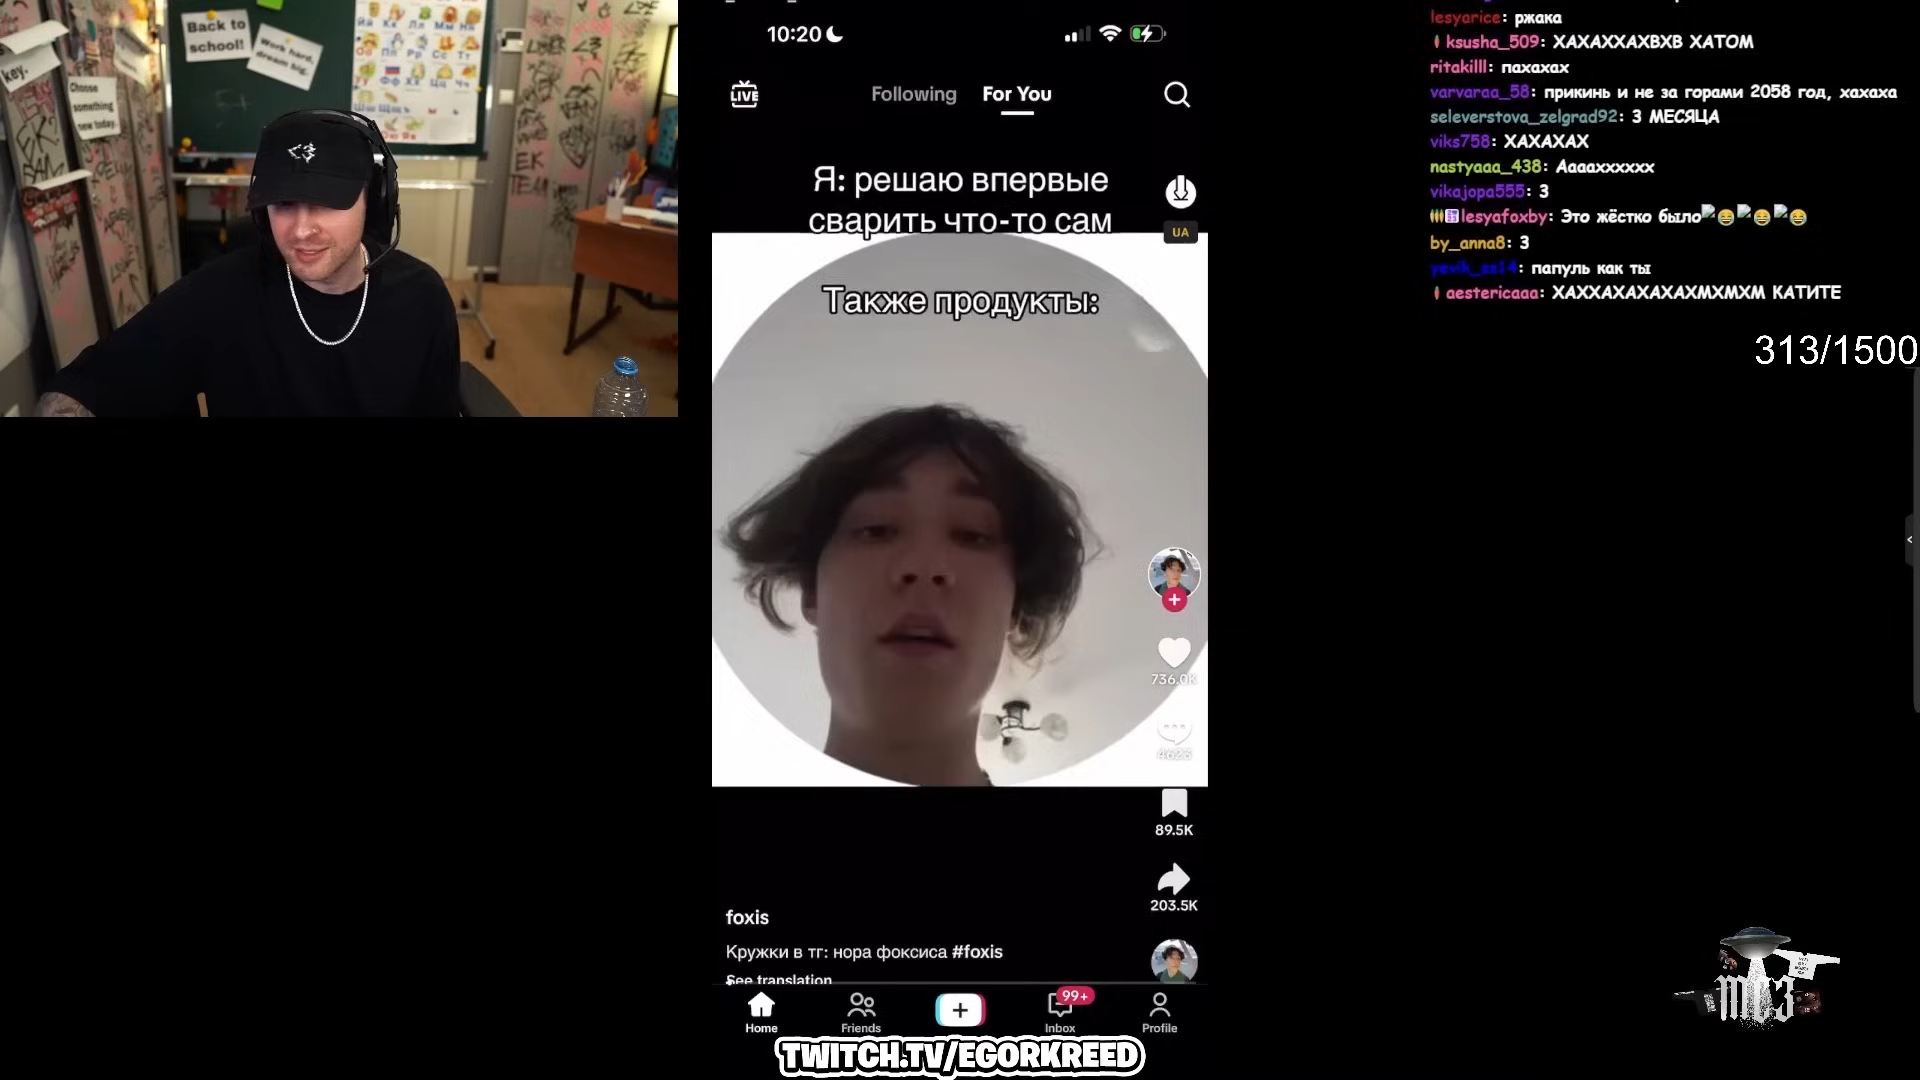 Back to
school!
Work hard,
dream big.
key.
Choose
something
new today.
EK
TEAM
10:20
LIVE
Following
For You
Я: решаю впервые
сварить что-то сам
UA
Также продукты:
736.0K
4623
89.5K
203.5K
foxis
Кружки в тг: нора фоксиса #foxis
See translation
Home
Friends
99+
Inbox
Profile
TWITCH.TV/EGORKREED
lesyarice: ржака
ksusha_509: ХАХАХХАХВХВ ХАТОМ
ritakilll: пахахах
varvaraa_58: прикинь и не за горами 2058 год, хахаха
seleverstova_zelgrad92: 3 МЕСЯЦА
viks758: ХАХАХАХ
nastyaaa_438: Аааахххххх
vikajopa555: 3
lesyafoxby: Это жёстко было
by_anna8: 3
папуль как ты
aestericaaa: ХАХХАХАХАХАХМХМХМ КАТИТЕ
313/1500